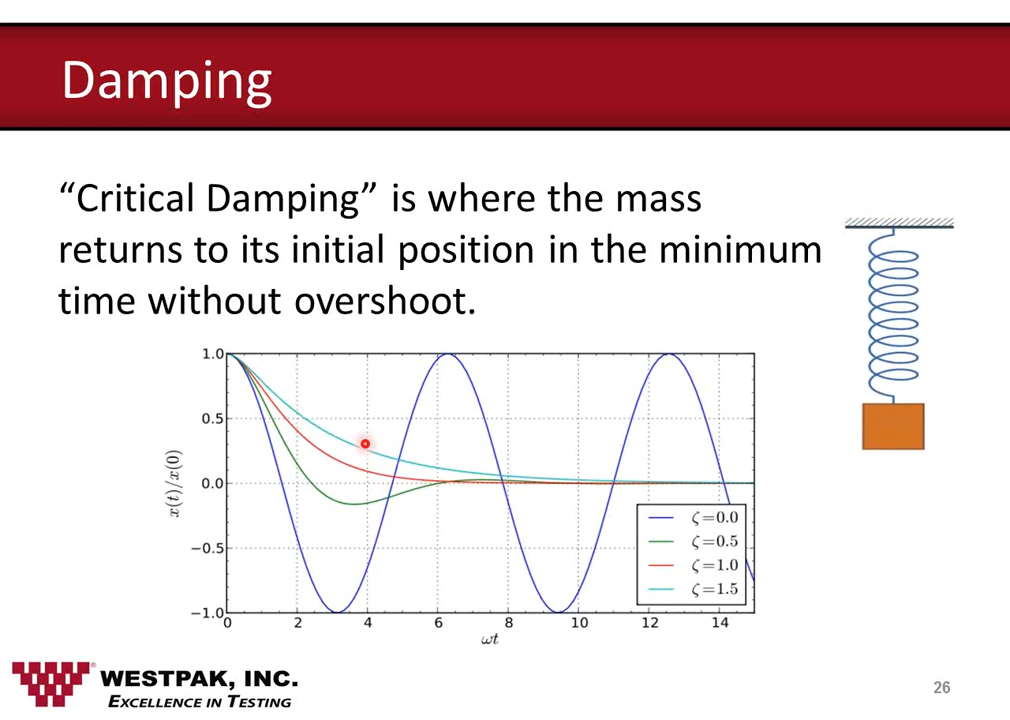 Damping
“Critical Damping” is where the mass
returns to its initial position in the minimum
time without overshoot.
1.0
0.5
0.0
−0.5
−1.0
x(t)/x(0)
0 2 4 6 8 10 12 14
ωt
ζ=0.0
ζ=0.5
ζ=1.0
ζ=1.5
® WESTPAK, INC.
EXCELLENCE IN TESTING
26